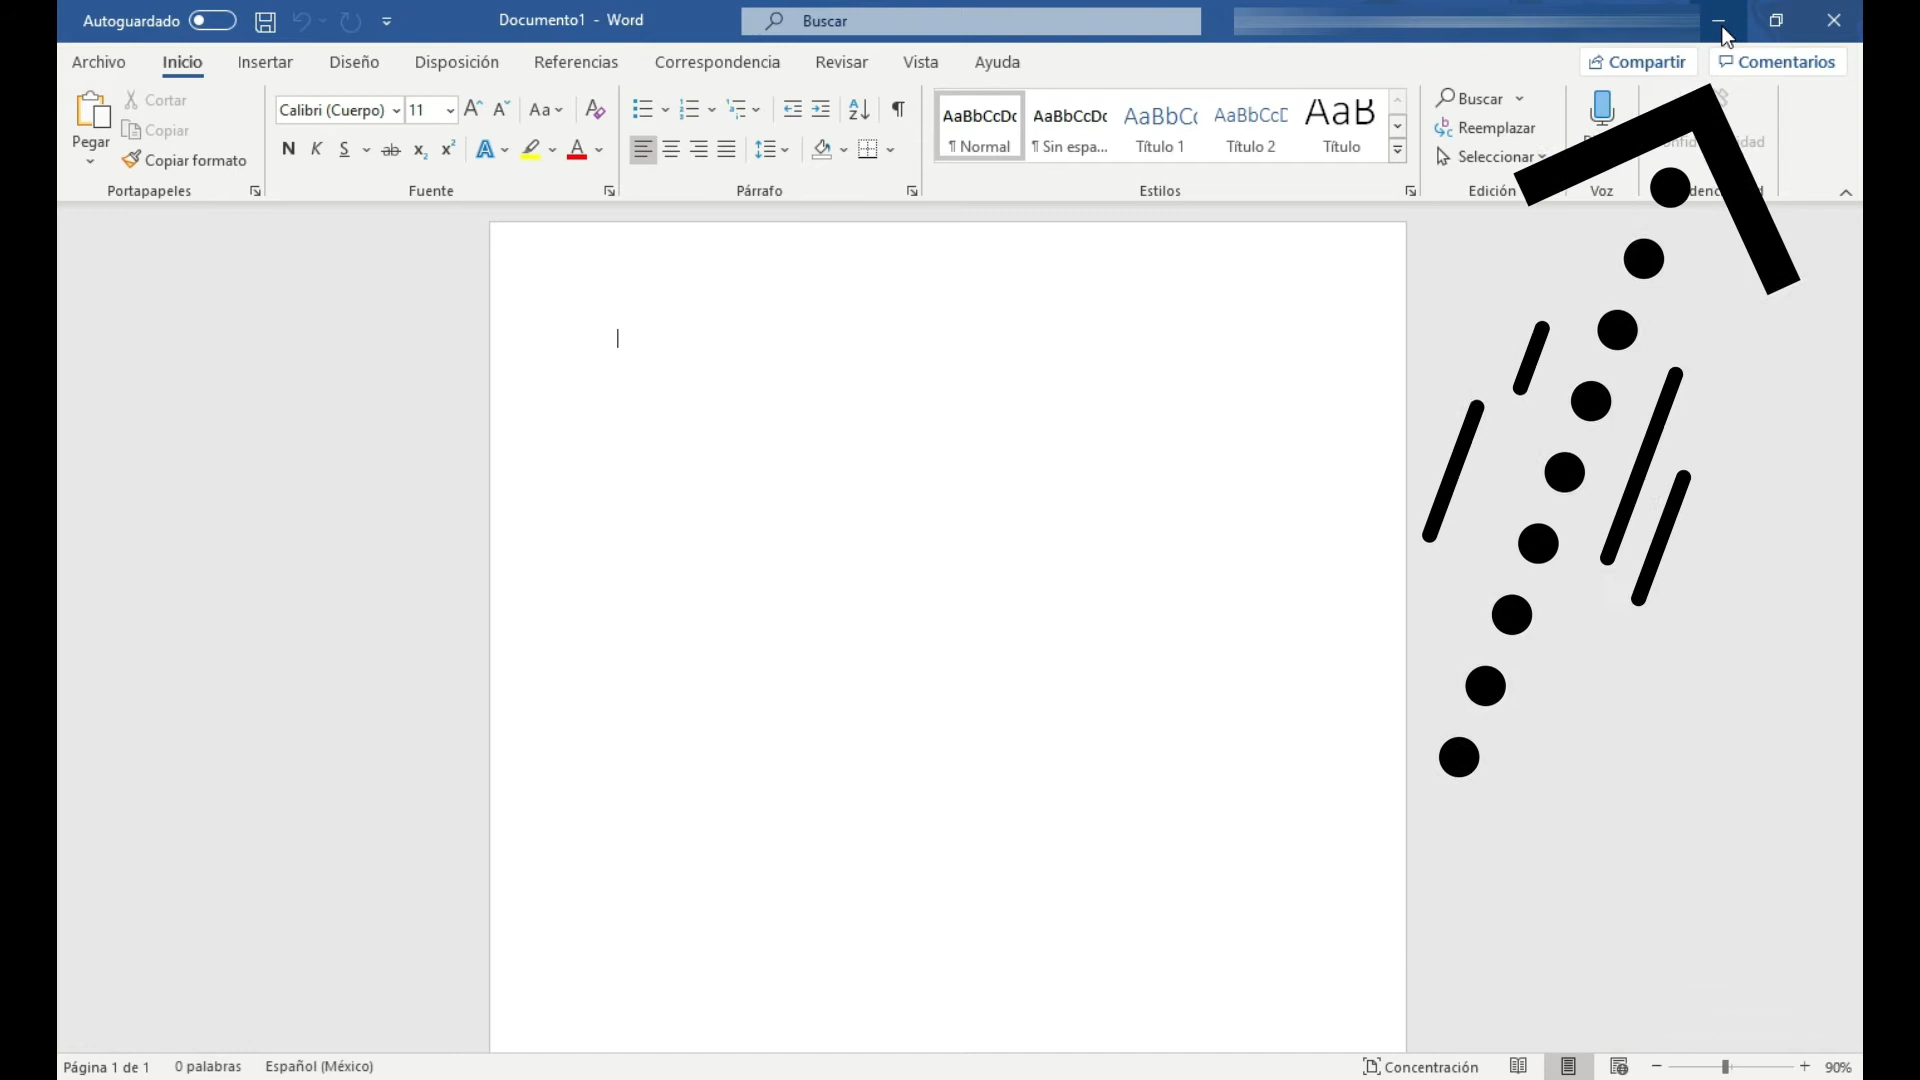 Autoguardado
Documento1 - Word
Buscar
Archivo Inicio Insertar Diseño Disposición Referencias Correspondencia Revisar Vista Ayuda Compartir Comentarios
Pegar
Cortar
Copiar
Copiar formato
Portapapeles
Calibri (Cuerpo) 11
Fuente
Párrafo
AaBbCcDc AaBbCcDc AaBbC( AaBbCcD AaB
¶ Normal ¶ Sin espa... Título 1 Título 2 Título
Estilos
Buscar
Reemplazar
Seleccionar
Edición
Voz
Página 1 de 1 0 palabras Español (México) Concentración 90%